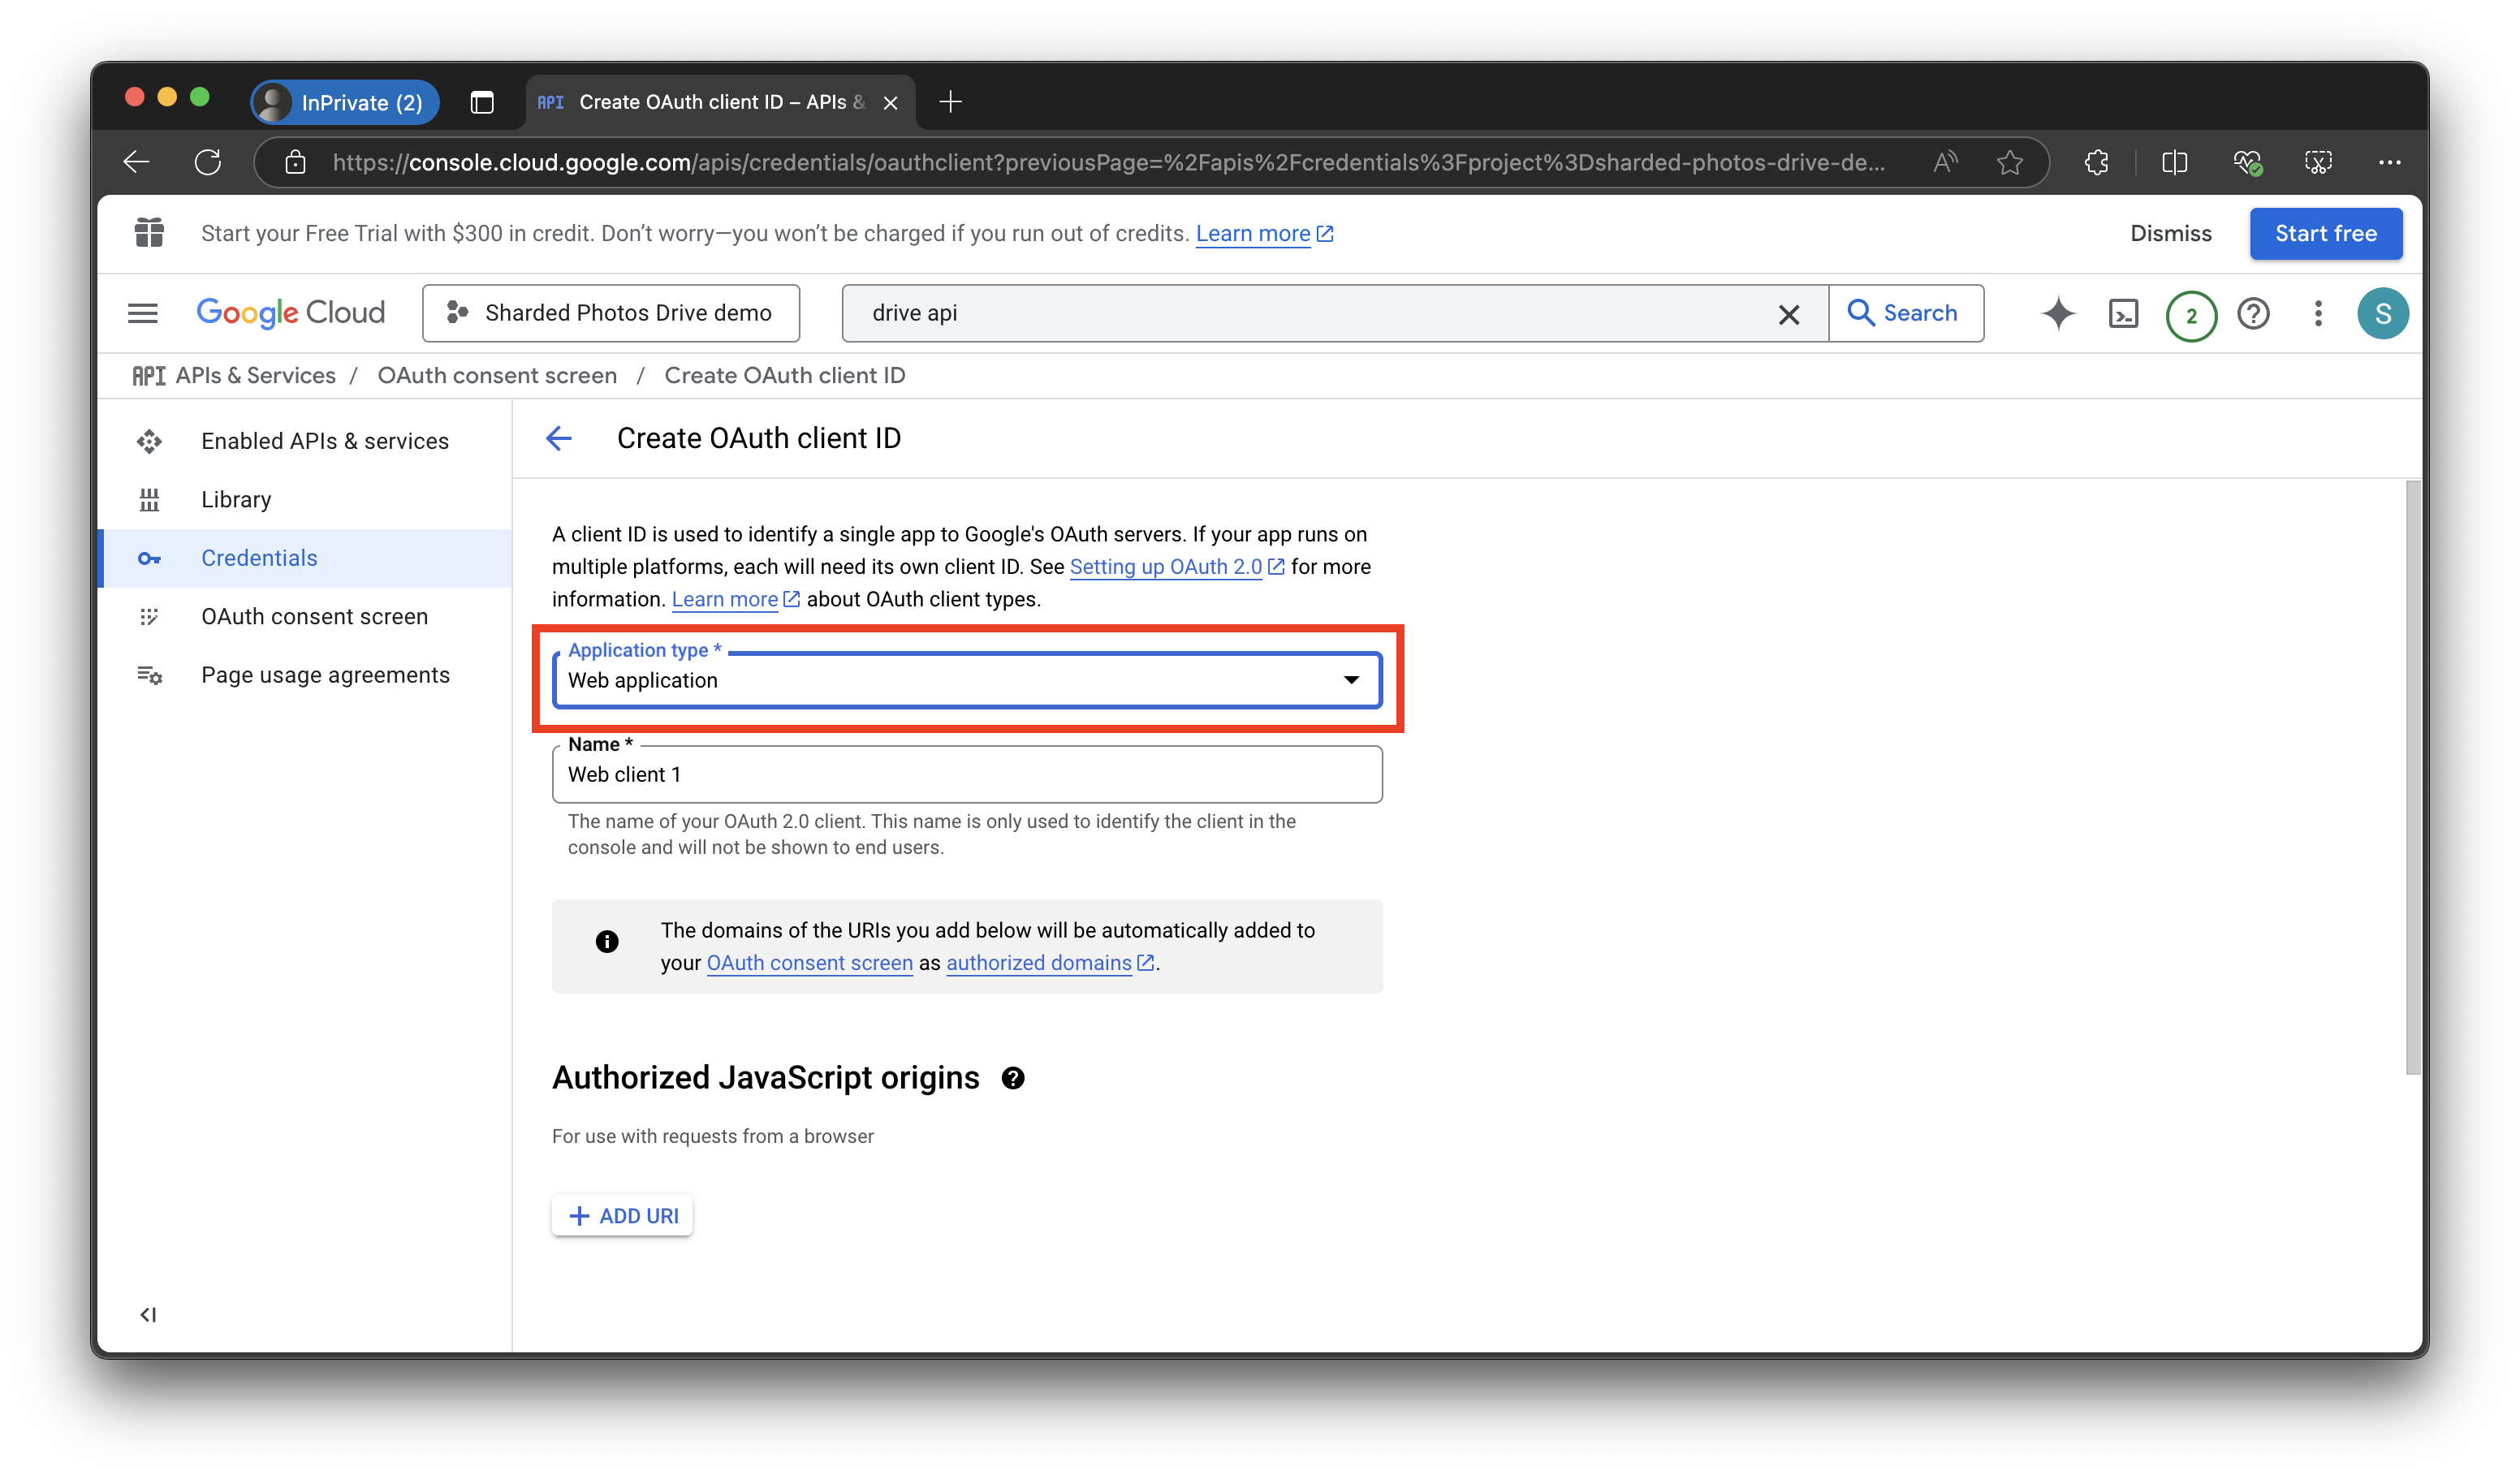 InPrivate (2)
API Create OAuth client ID – APIs &
https://console.cloud.google.com/apis/credentials/oauthclient?previousPage=%2Fapis%2Fcredentials%3Fproject%3Dsharded-photos-drive-de...
Start your Free Trial with $300 in credit. Don’t worry—you won’t be charged if you run out of credits. Learn more
Dismiss
Start free
Google Cloud
Sharded Photos Drive demo
drive api
Search
2
S
API APIs & Services / OAuth consent screen / Create OAuth client ID
Enabled APIs & services
Library
Credentials
OAuth consent screen
Page usage agreements
Create OAuth client ID
A client ID is used to identify a single app to Google's OAuth servers. If your app runs on
multiple platforms, each will need its own client ID. See Setting up OAuth 2.0 for more
information. Learn more about OAuth client types.
Application type *
Web application
Name *
Web client 1
The name of your OAuth 2.0 client. This name is only used to identify the client in the
console and will not be shown to end users.
The domains of the URIs you add below will be automatically added to
your OAuth consent screen as authorized domains.
Authorized JavaScript origins
For use with requests from a browser
ADD URI